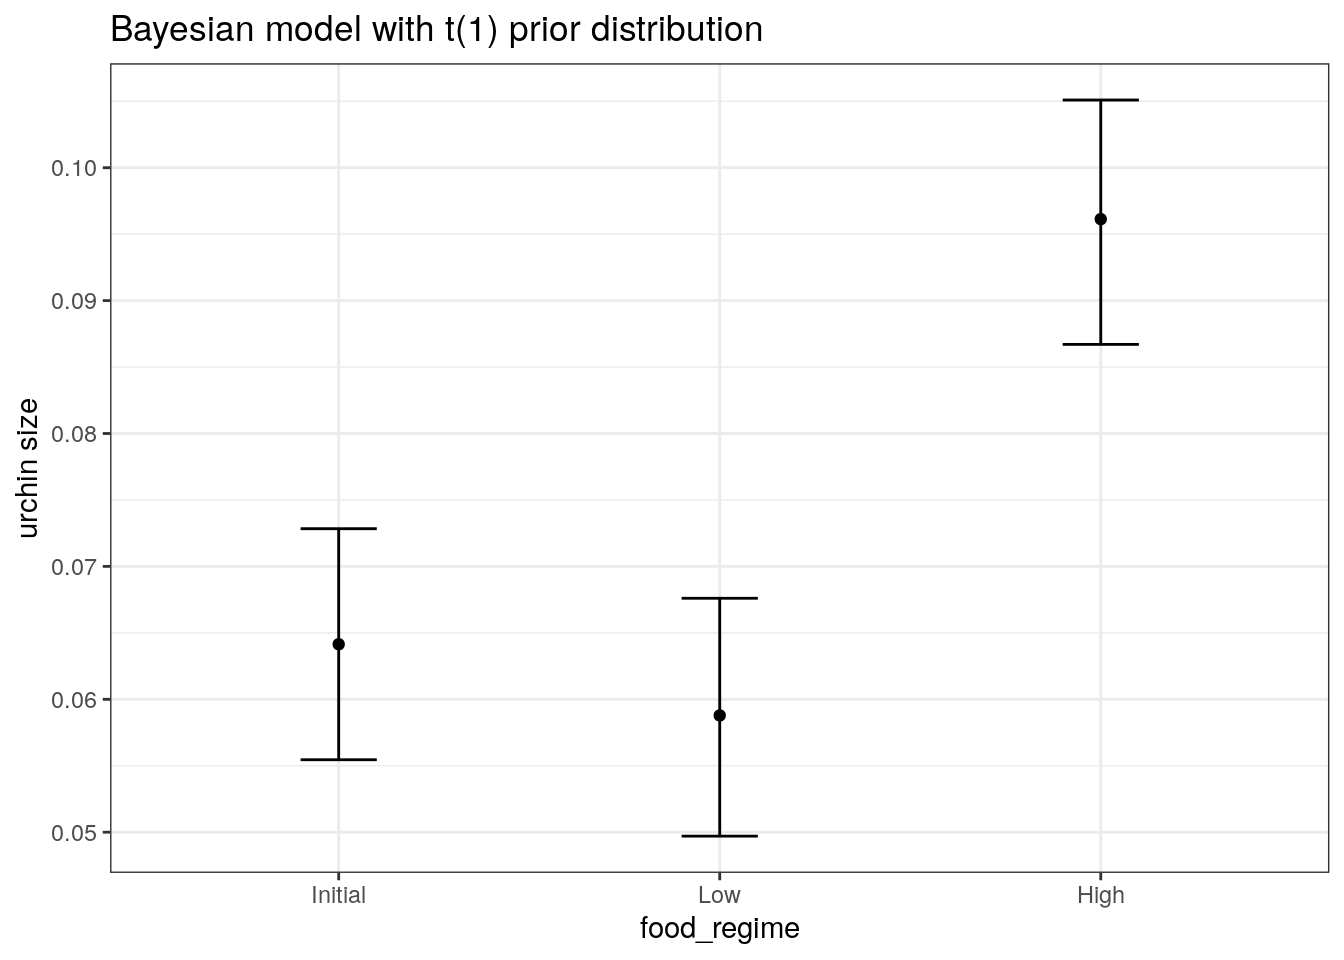 Bayesian model with t(1) prior distribution
urchin size
0.10
0.09
0.08
0.07
0.06
0.05
Initial Low High
food_regime